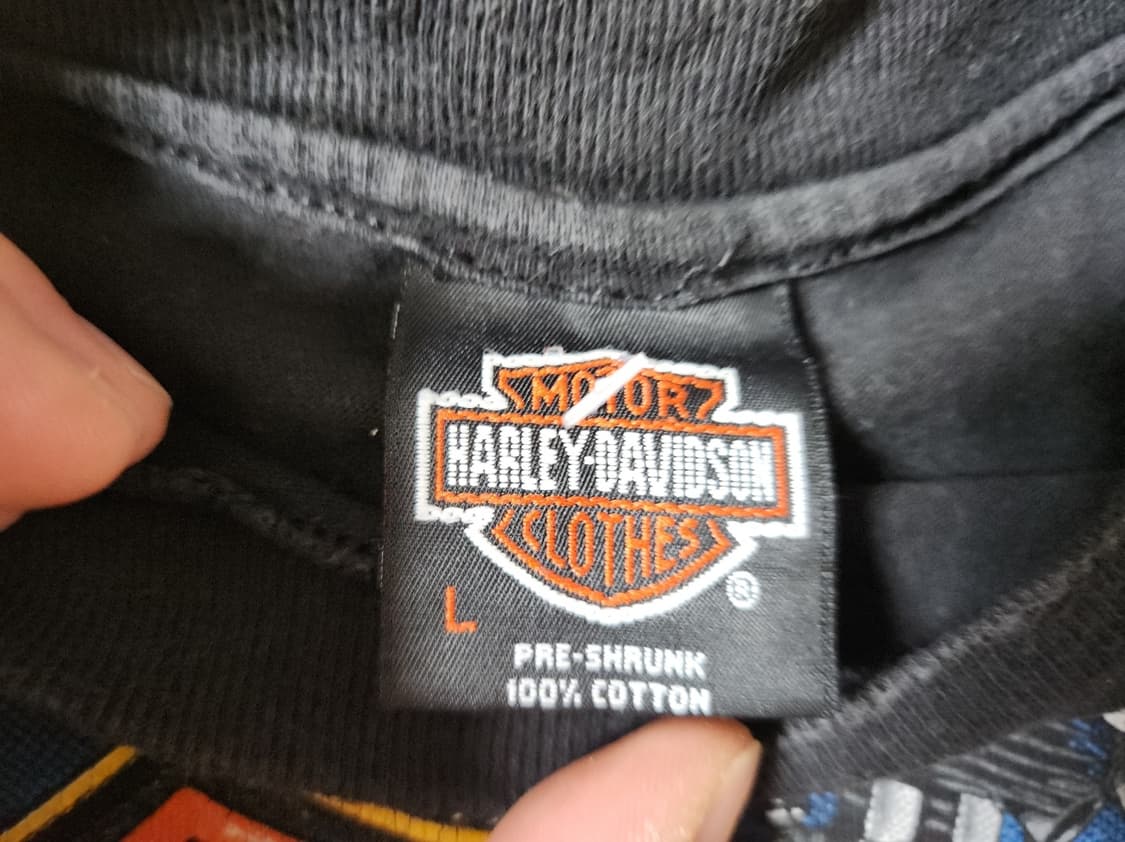 MOTOR
HARLEY-DAVIDSON
CLOTHES
®
L
PRE-SHRUNK
100% COTTON